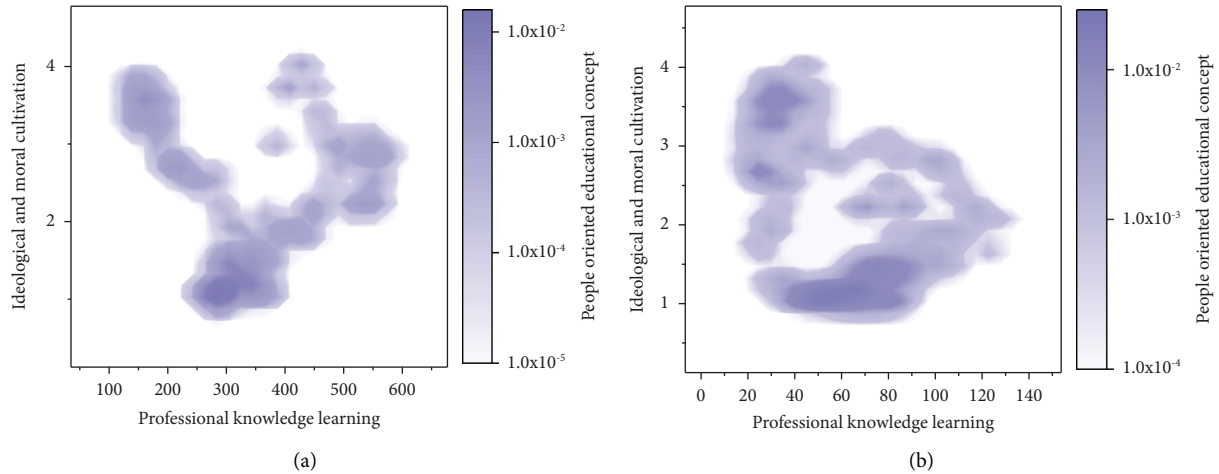 4
2
Ideological and moral cultivation
100 200 300 400 500 600
Professional knowledge learning
1.0x10⁻²
1.0x10⁻³
1.0x10⁻⁴
1.0x10⁻⁵
People oriented educational concept
(a)
4
3
2
1
Ideological and moral cultivation
0 20 40 60 80 100 120 140
Professional knowledge learning
1.0x10⁻²
1.0x10⁻³
1.0x10⁻⁴
People oriented educational concept
(b)